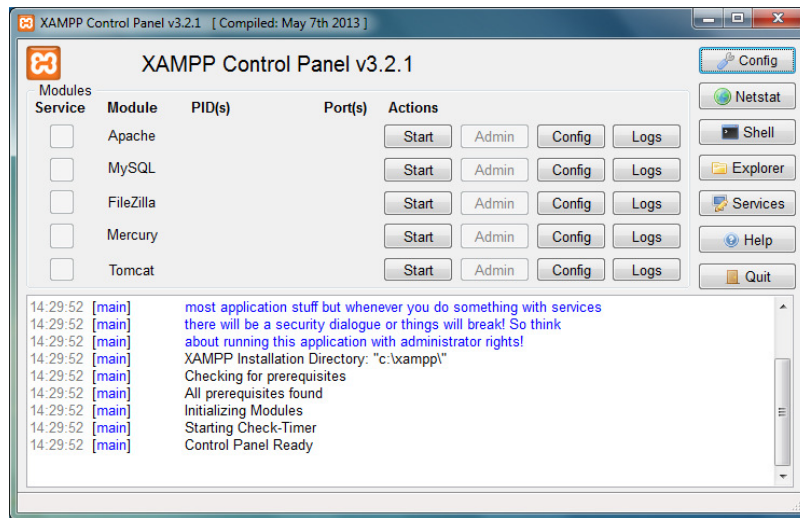 XAMPP Control Panel v3.2.1 [ Compiled: May 7th 2013 ]
XAMPP Control Panel v3.2.1
Config
Modules
Netstat
Service Module PID(s) Port(s) Actions
Apache Start Admin Config Logs
Shell
MySQL Start Admin Config Logs
Explorer
FileZilla Start Admin Config Logs
Services
Mercury Start Admin Config Logs
Help
Tomcat Start Admin Config Logs
Quit
14:29:52 [main] most application stuff but whenever you do something with services
14:29:52 [main] there will be a security dialogue or things will break! So think
14:29:52 [main] about running this application with administrator rights!
14:29:52 [main] XAMPP Installation Directory: "c:\xampp\"
14:29:52 [main] Checking for prerequisites
14:29:52 [main] All prerequisites found
14:29:52 [main] Initializing Modules
14:29:52 [main] Starting Check-Timer
14:29:52 [main] Control Panel Ready